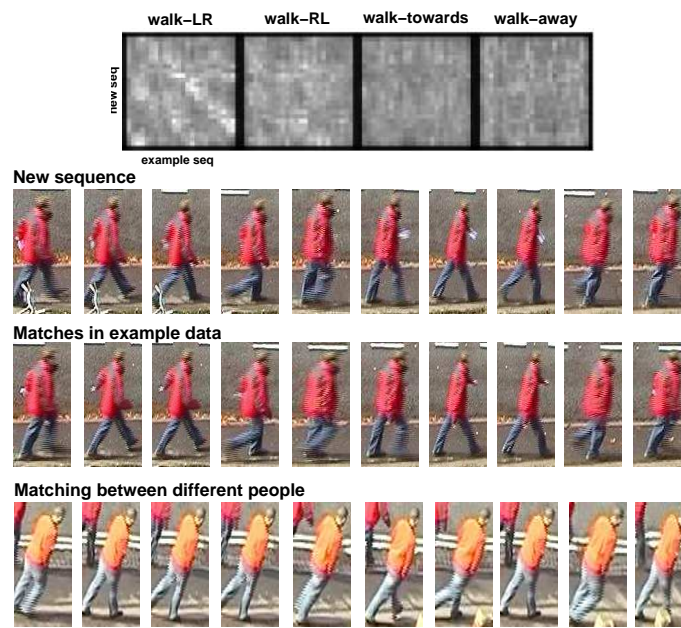 walk–LR walk–RL walk–towards walk–away
new seq
example seq
New sequence
Matches in example data
Matching between different people